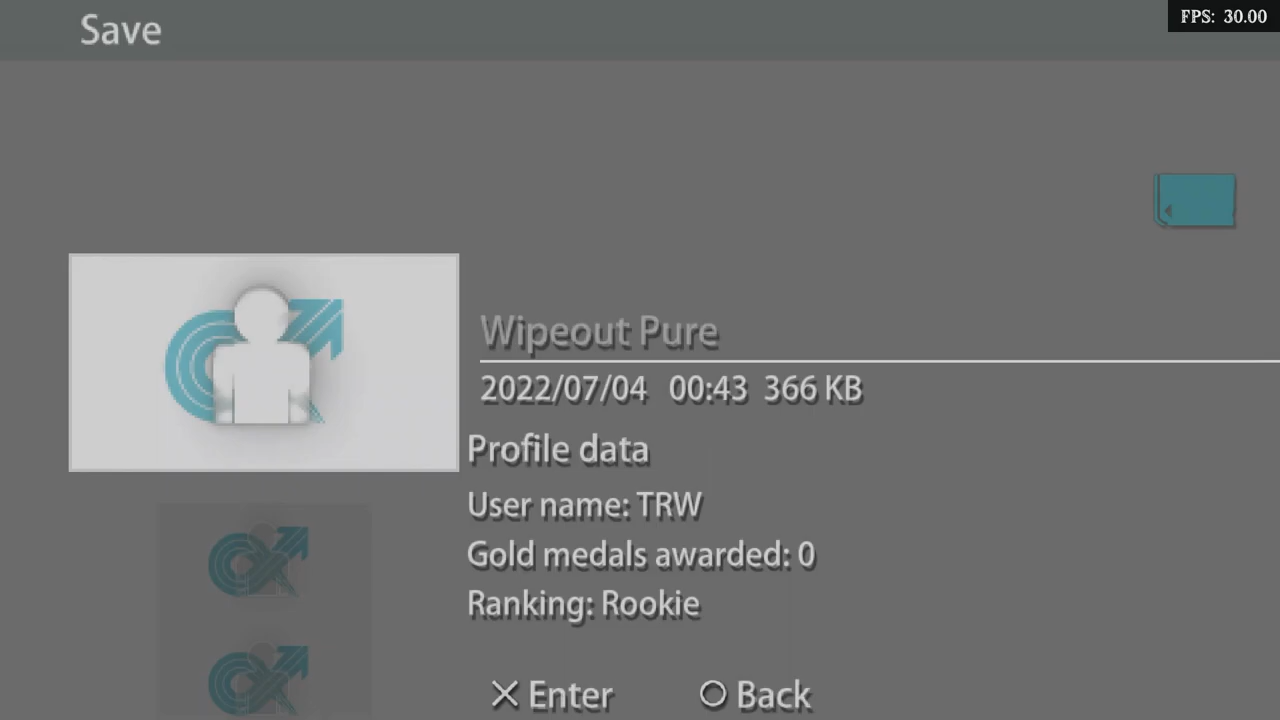 Save
FPS: 30.00
Wipeout Pure
2022/07/04 00:43 366 KB
Profile data
User name: TRW
Gold medals awarded: 0
Ranking: Rookie
Enter Back